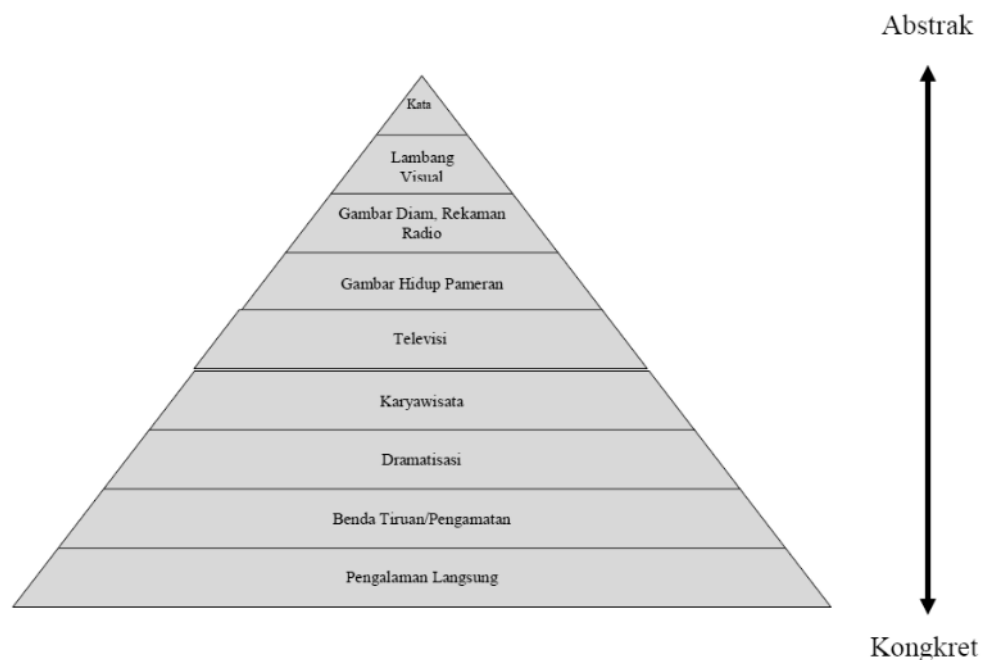 Abstrak
Kata
Lambang
Visual
Gambar Diam, Rekaman
Radio
Gambar Hidup Pameran
Televisi
Karyawisata
Dramatisasi
Benda Tiruan/Pengamatan
Pengalaman Langsung
Kongkret